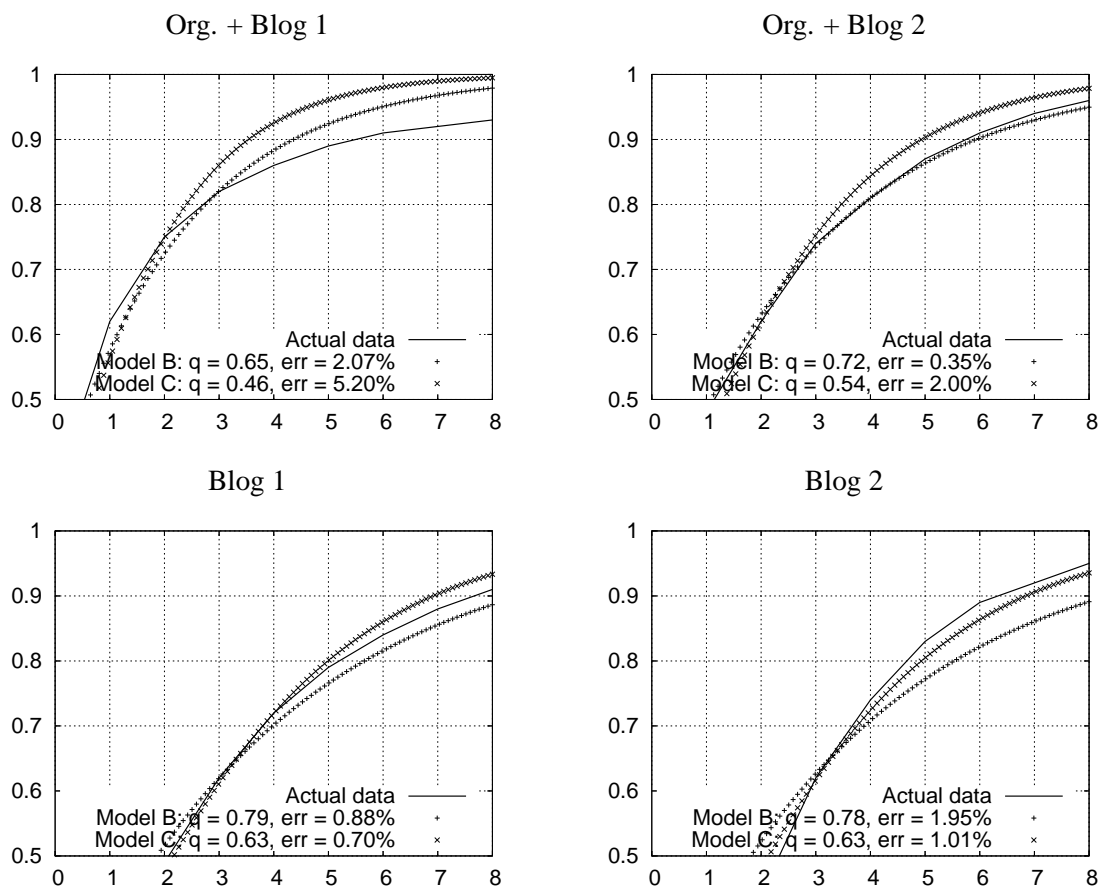 Org. + Blog 1
1
0.9
0.8
0.7
0.6
0.5
Actual data
Model B: q = 0.65, err = 2.07%
Model C: q = 0.46, err = 5.20%
0 1 2 3 4 5 6 7 8
Org. + Blog 2
1
0.9
0.8
0.7
0.6
0.5
Actual data
Model B: q = 0.72, err = 0.35%
Model C: q = 0.54, err = 2.00%
0 1 2 3 4 5 6 7 8
Blog 1
1
0.9
0.8
0.7
0.6
0.5
Actual data
Model B: q = 0.79, err = 0.88%
Model C: q = 0.63, err = 0.70%
0 1 2 3 4 5 6 7 8
Blog 2
1
0.9
0.8
0.7
0.6
0.5
Actual data
Model B: q = 0.78, err = 1.95%
Model C: q = 0.63, err = 1.01%
0 1 2 3 4 5 6 7 8